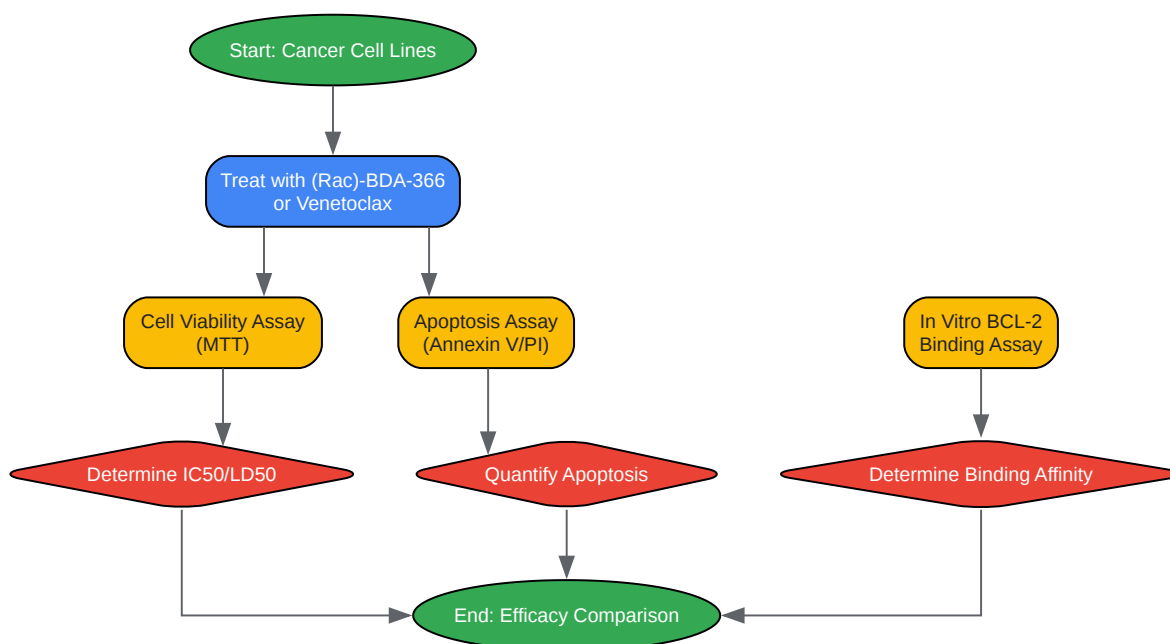 Start: Cancer Cell Lines
Treat with (Rac)-BDA-366
or Venetoclax
Cell Viability Assay
(MTT)
Apoptosis Assay
(Annexin V/PI)
In Vitro BCL-2
Binding Assay
Determine IC50/LD50
Quantify Apoptosis
Determine Binding Affinity
End: Efficacy Comparison